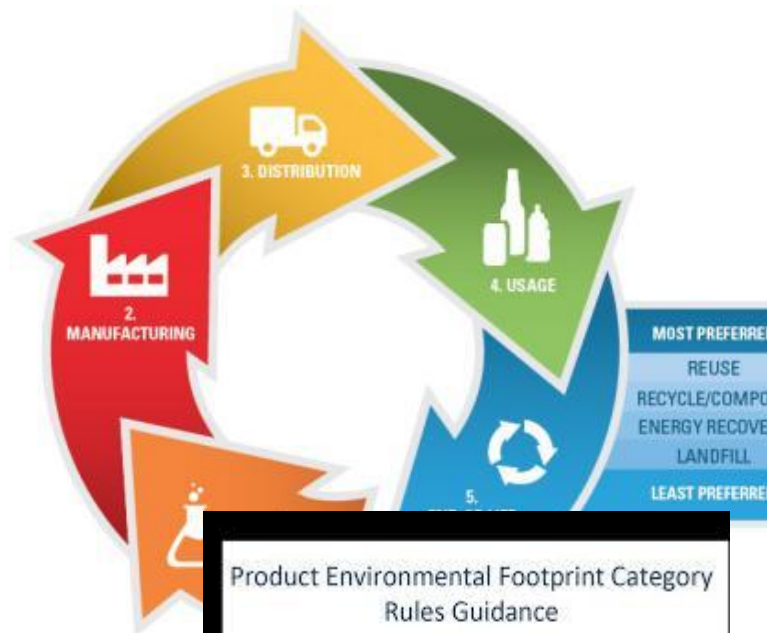 3. DISTRIBUTION
4. USAGE
2.
MANUFACTURING
MOST PREFERRE
REUSE
RECYCLE/COMPO
ENERGY RECOVE
LANDFILL
LEAST PREFERRE
5.
Product Environmental Footprint Category
Rules Guidance